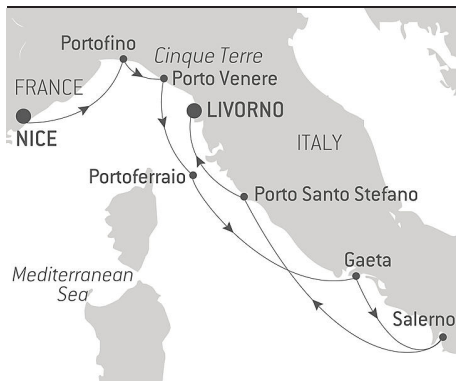 Portofino
Cinque Terre
Porto Venere
FRANCE
LIVORNO
NICE
ITALY
Portoferraio
Porto Santo Stefano
Gaeta
Mediterranean
Sea
Salerno